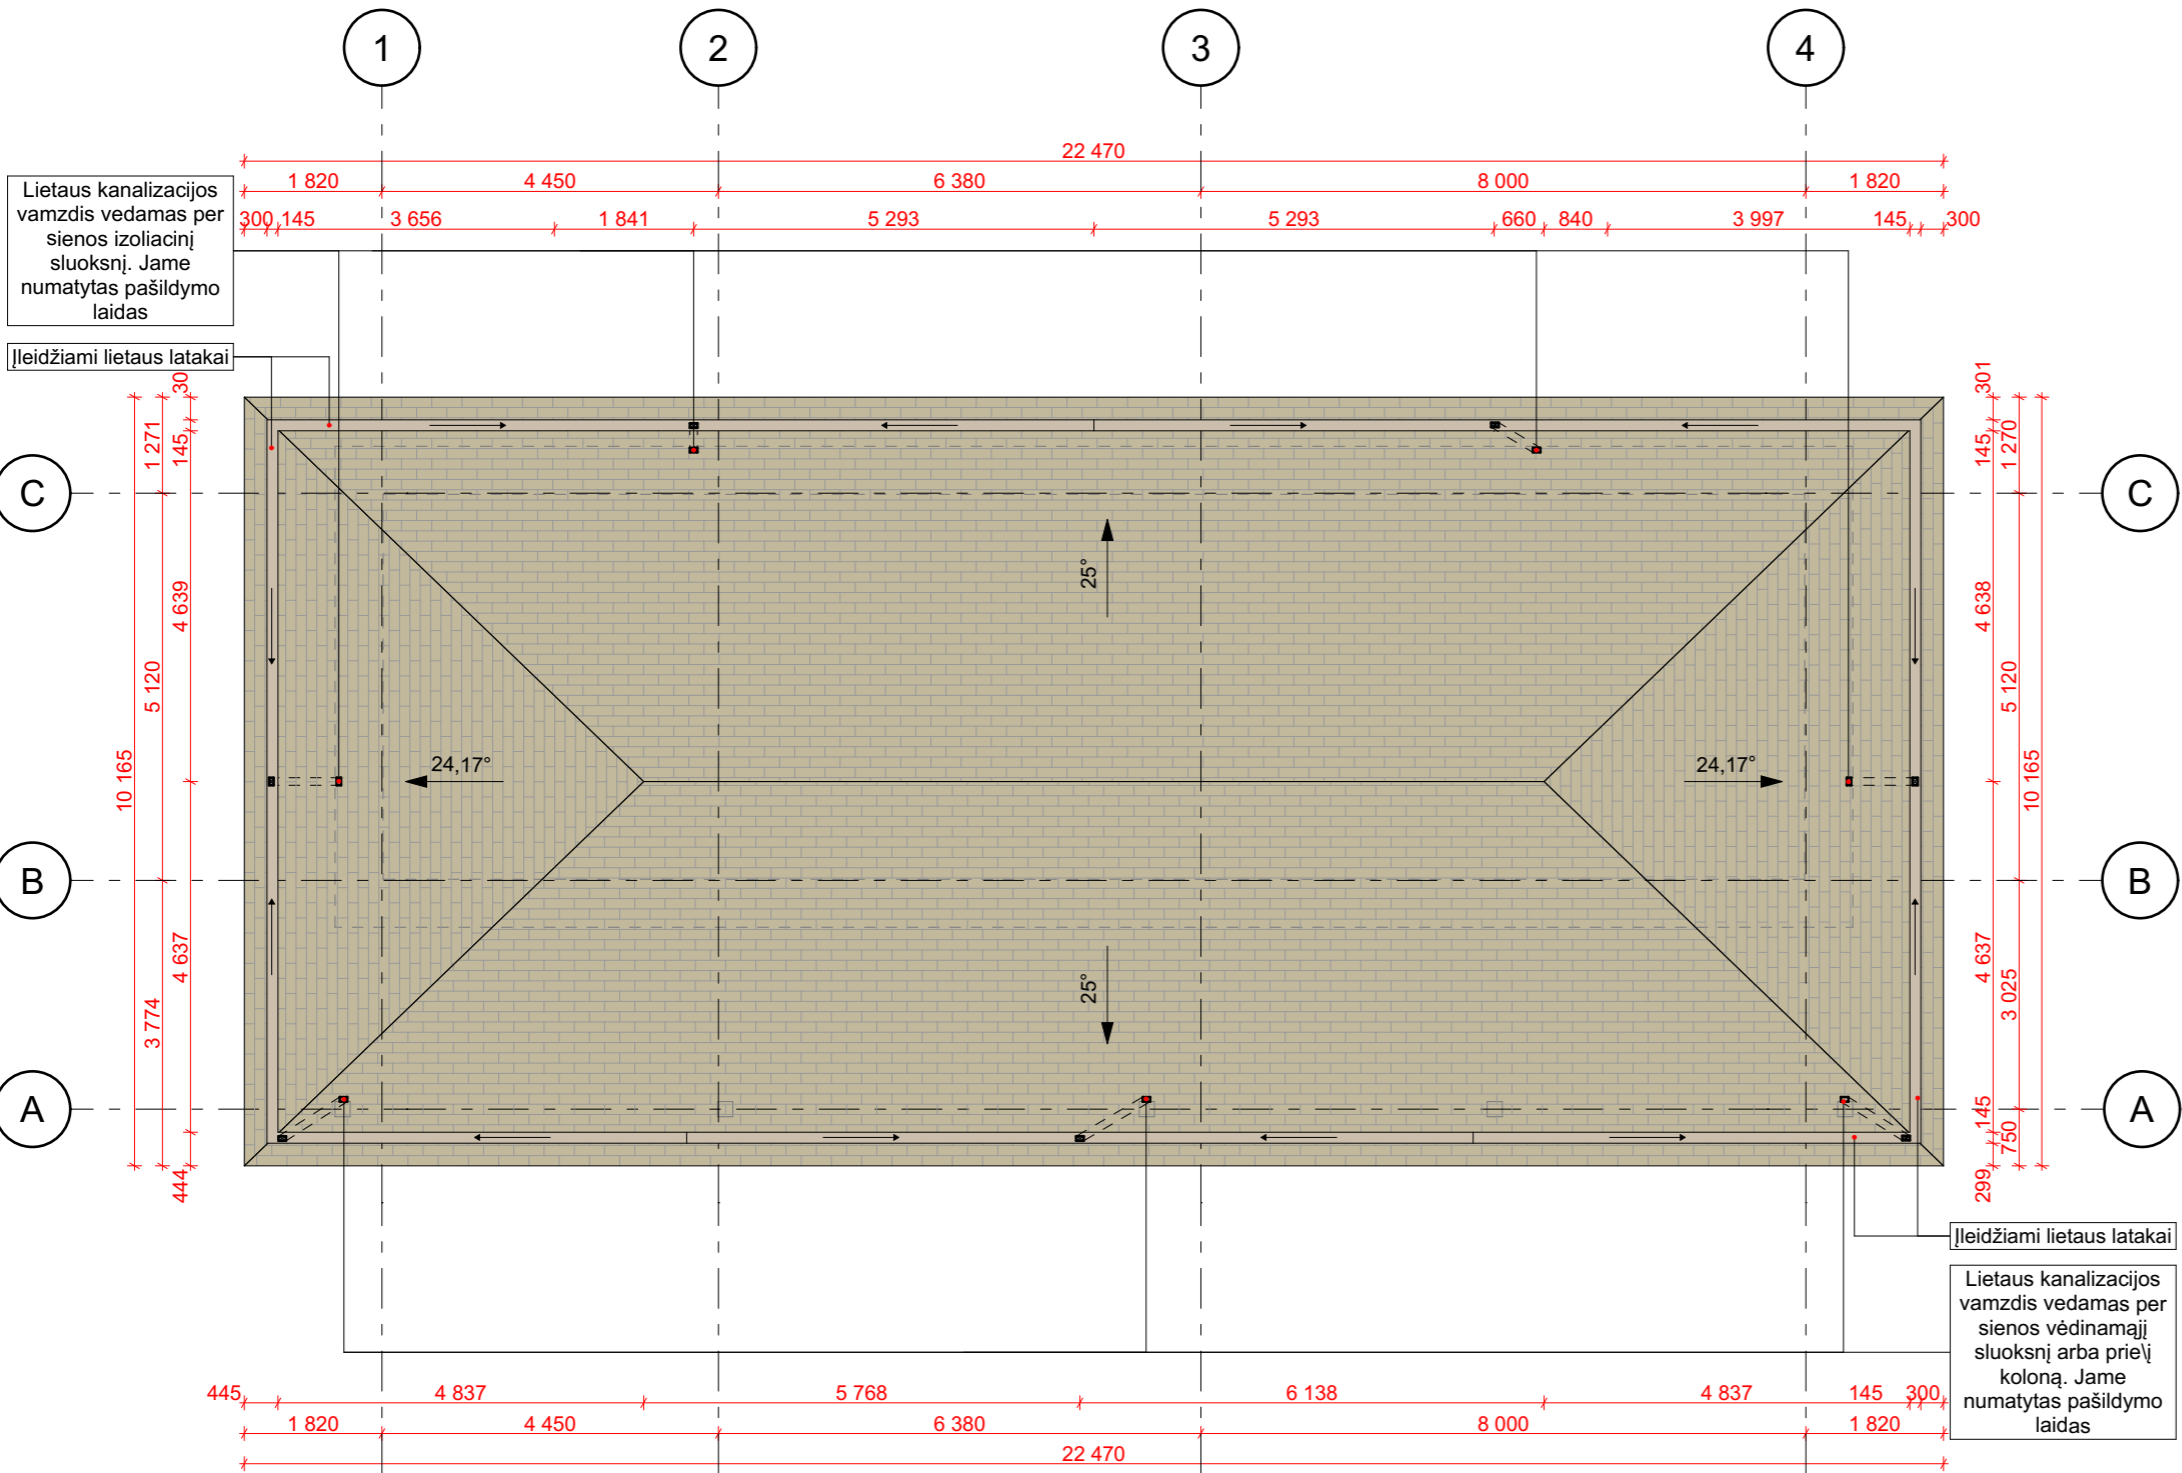 1 2 3 4
22 470
1 820 4 450 6 380 8 000 1 820
300 145 3 656 1 841 5 293 5 293 660 840 3 997 145 300
Lietaus kanalizacijos
vamzdis vedamas per
sienos izoliacinį
sluoksnį. Jame
numatytas pašildymo
laidas
Įleidžiami lietaus latakai
30
145
4 639
4 637
444
1 271
5 120
3 774
10 165
C
B
A
25°
24,17°
24,17°
25°
301
145
4 638
4 637
145
299
1 270
5 120
3 025
750
10 165
C
B
A
Įleidžiami lietaus latakai
Lietaus kanalizacijos
vamzdis vedamas per
sienos vėdinamąjį
sluoksnį arba prie\į
koloną. Jame
numatytas pašildymo
laidas
445 4 837 5 768 6 138 4 837 145 300
1 820 4 450 6 380 8 000 1 820
22 470